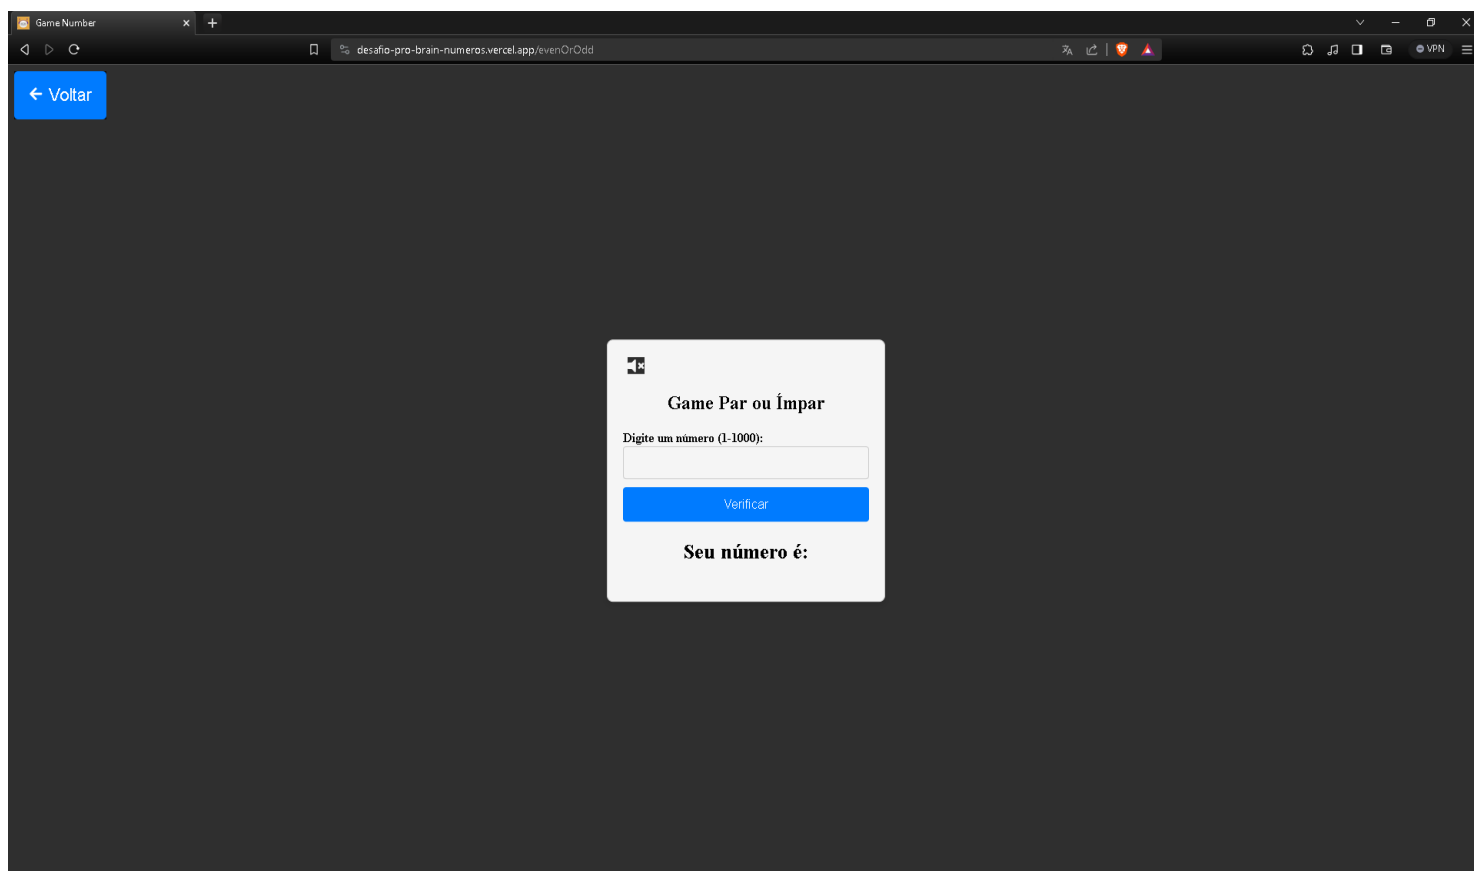 Game Number
desafio-pro-brain-numeros.vercel.app/evenOrOdd
VPN
Voltar
Game Par ou Ímpar
Digite um número (1-1000):
Verificar
Seu número é: